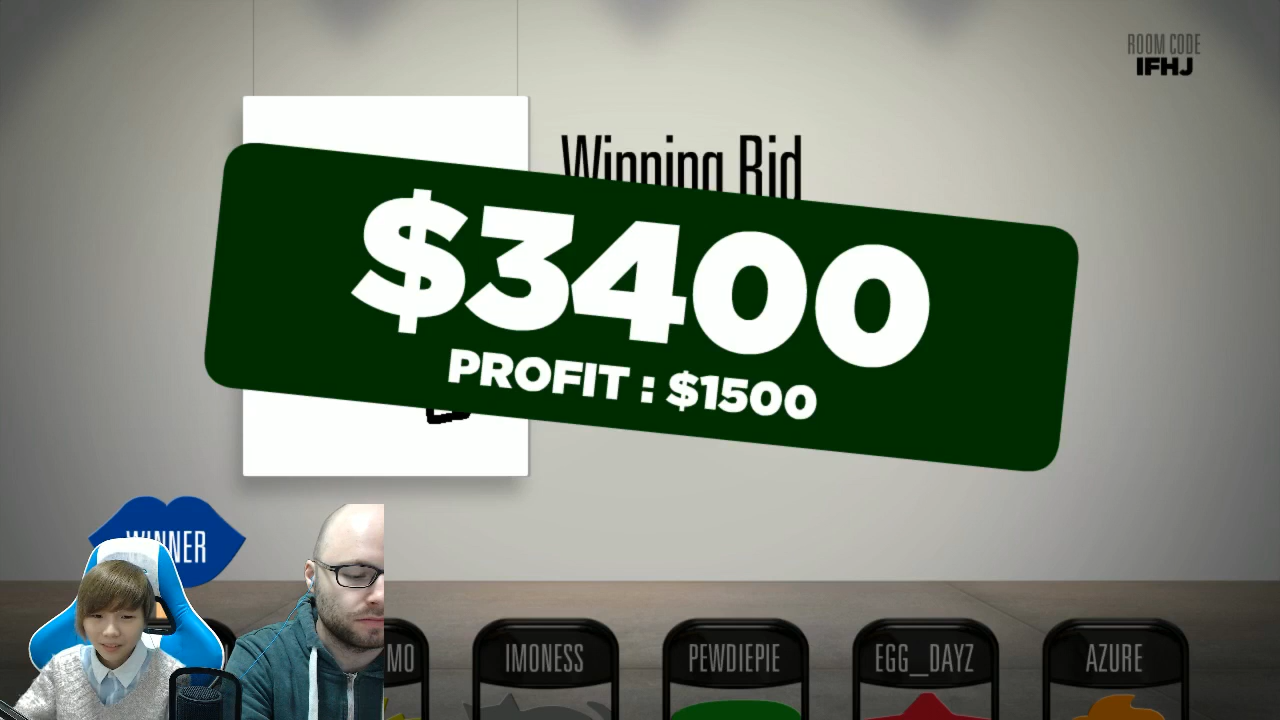 ROOM CODE
IFHJ
Winning Bid
$3400
PROFIT : $1500
WINNER
IMONESS
PEWDIEPIE
EGG_DAYZ
AZURE